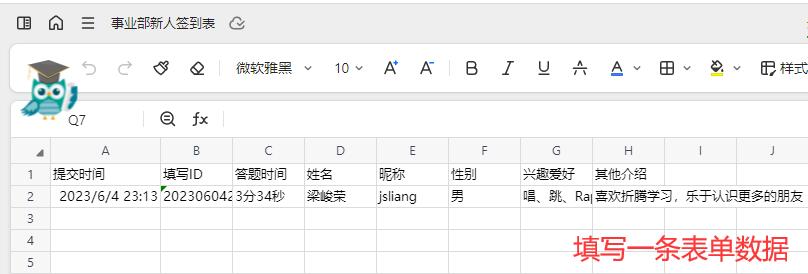 事业部新人签到表
微软雅黑 10 A+ A- B I U A A 样式
Q7 fx
A B C D E F G H I J
1 提交时间 填写ID 答题时间 姓名 昵称 性别 兴趣爱好 其他介绍
2 2023/6/4 23:13 202306042 3分34秒 梁峻荣 jsliang 男 唱、跳、Rap 喜欢折腾学习，乐于认识更多的朋友
3
4
5
填写一条表单数据